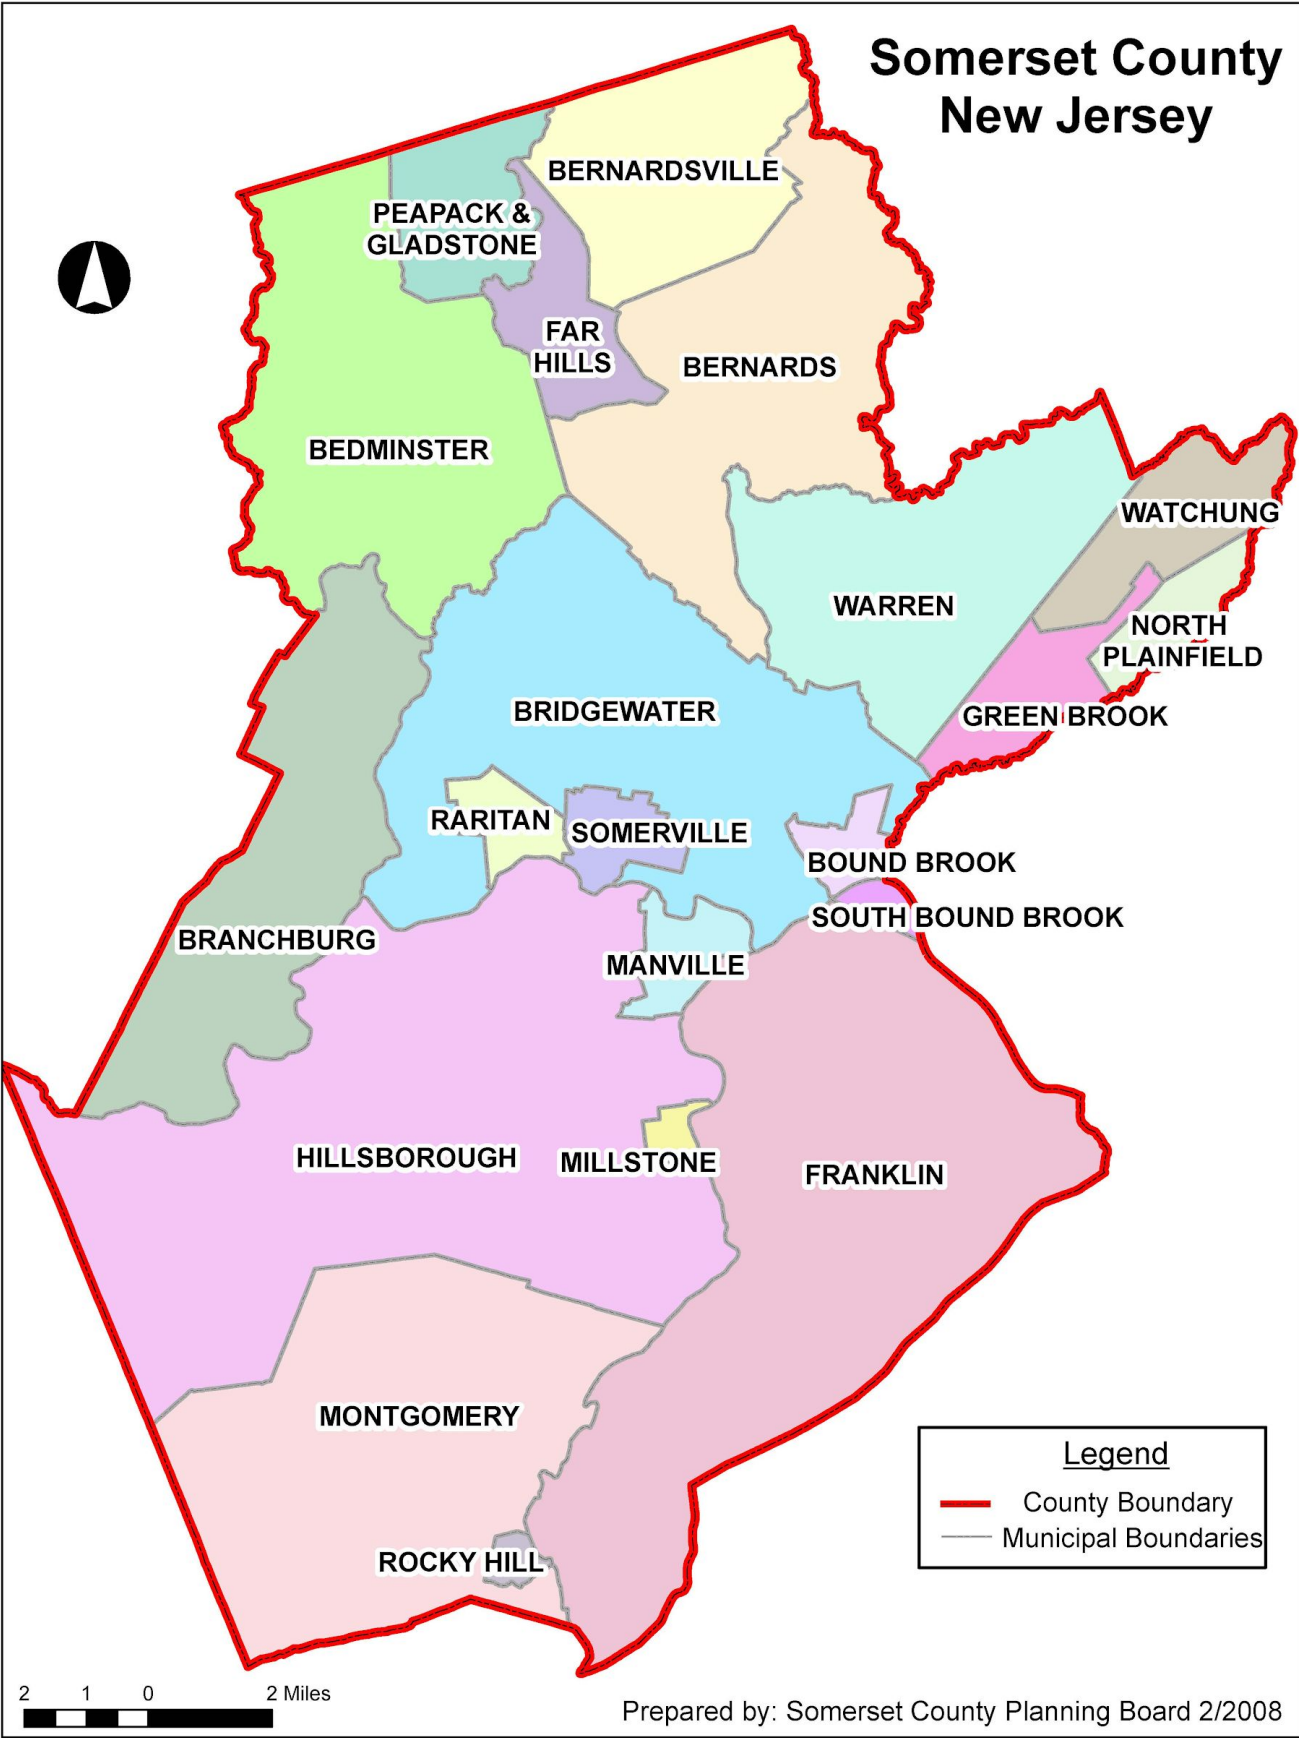 Somerset County
New Jersey
BERNARDSVILLE
PEAPACK &
GLADSTONE
FAR
HILLS
BERNARDS
BEDMINSTER
WATCHUNG
WARREN
NORTH
PLAINFIELD
BRIDGEWATER
GREEN BROOK
RARITAN
SOMERVILLE
BOUND BROOK
SOUTH BOUND BROOK
BRANCHBURG
MANVILLE
HILLSBOROUGH
MILLSTONE
FRANKLIN
MONTGOMERY
ROCKY HILL
Legend
County Boundary
Municipal Boundaries
2 1 0 2 Miles
Prepared by: Somerset County Planning Board 2/2008